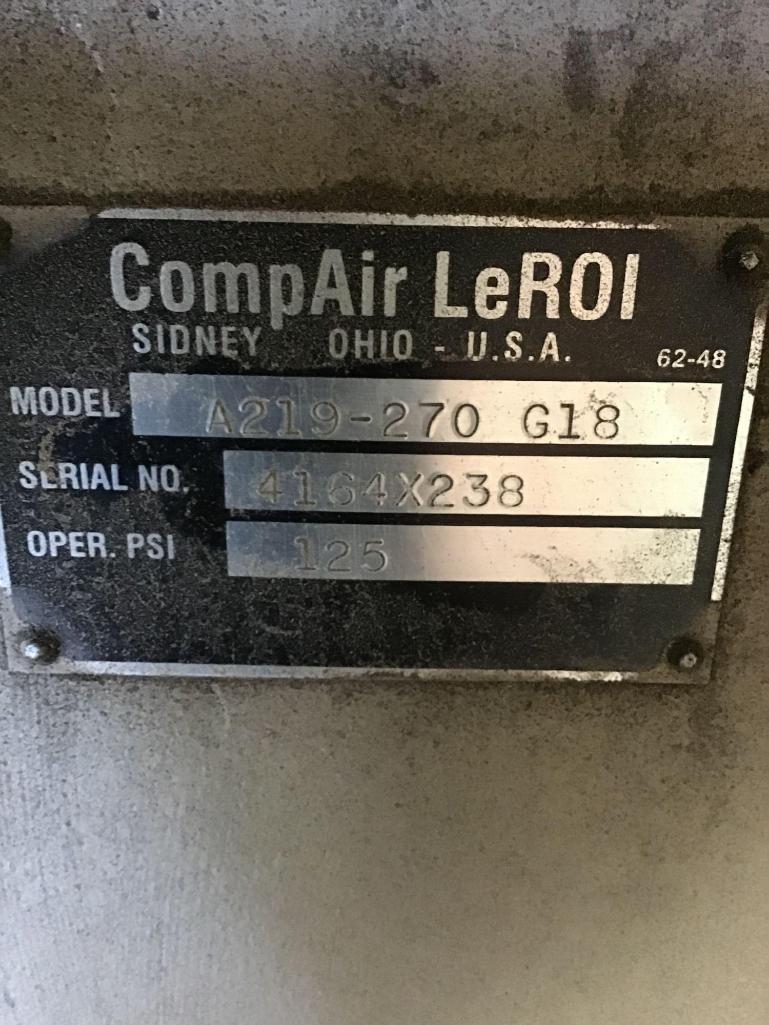 CompAir LeROI
SIDNEY OHIO - U.S.A. 62-48
MODEL A219-270 G18
SERIAL NO. 4164X238
OPER. PSI 125